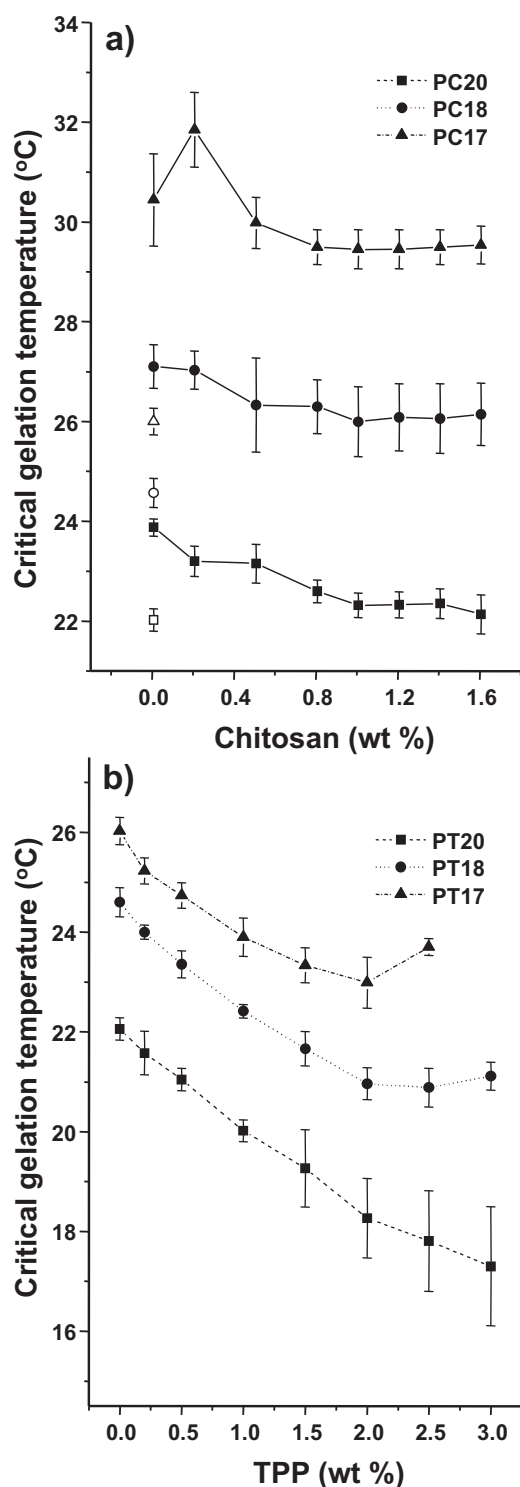 a)
34
32
30
28
26
24
22
Critical gelation temperature (°C)
PC20
PC18
PC17
0.0 0.4 0.8 1.2 1.6
Chitosan (wt %)
b)
26
24
22
20
18
16
Critical gelation temperature (°C)
PT20
PT18
PT17
0.0 0.5 1.0 1.5 2.0 2.5 3.0
TPP (wt %)